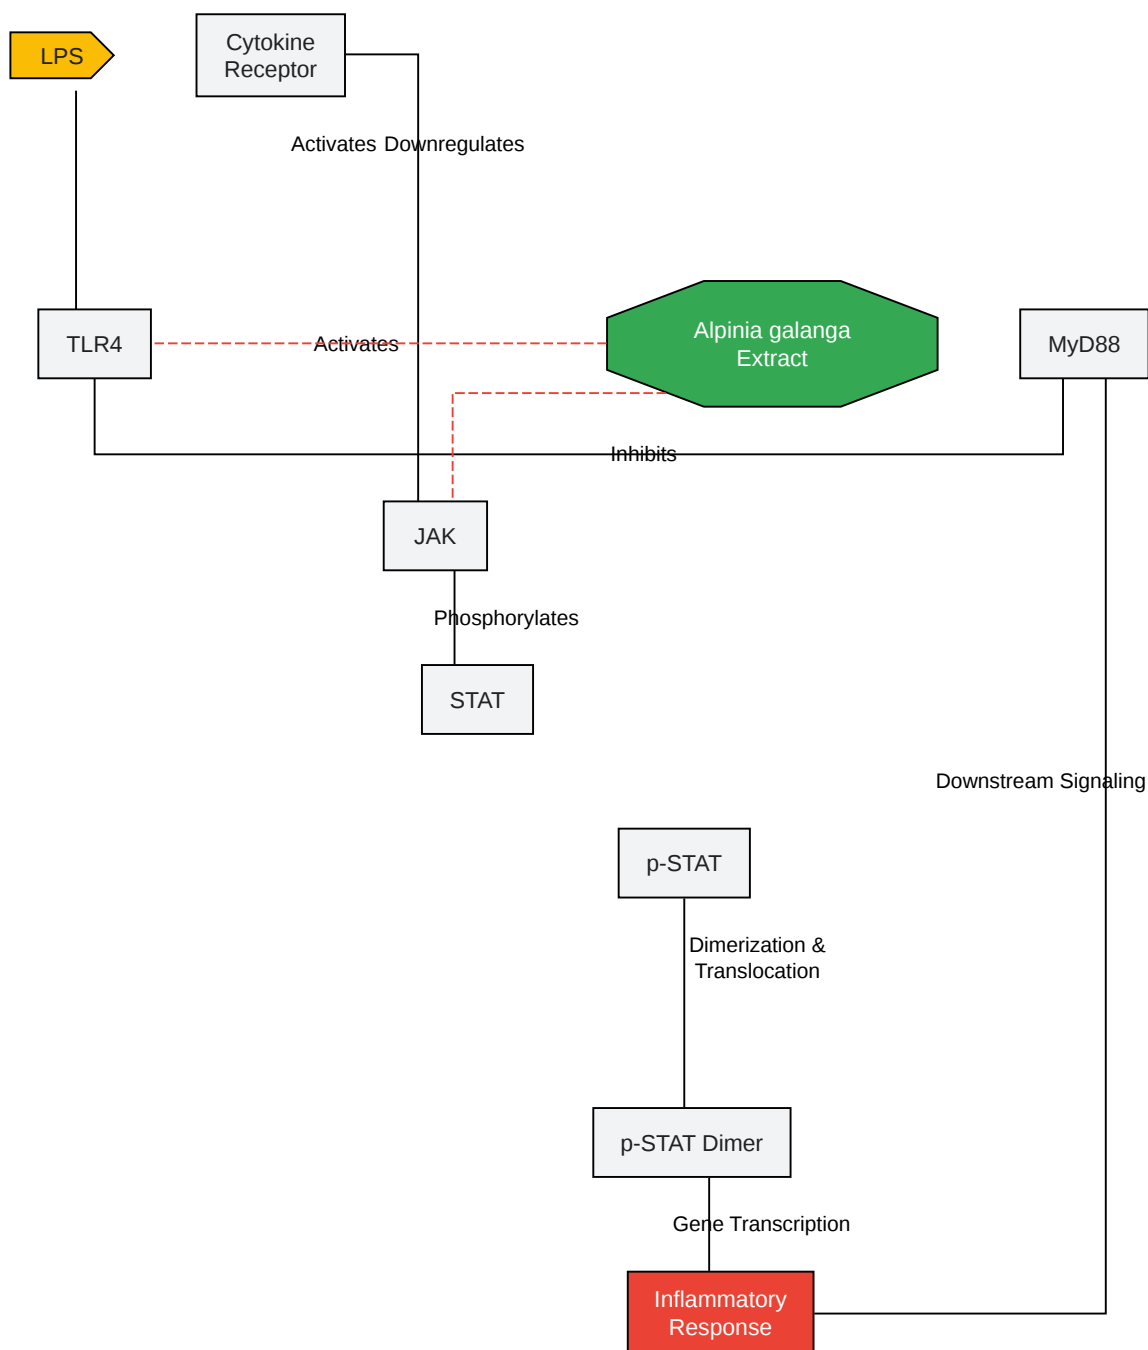 LPS
Cytokine
Receptor
Activates
Downregulates
TLR4
Activates
Alpinia galanga
Extract
MyD88
Inhibits
JAK
Phosphorylates
STAT
Downstream Signaling
p-STAT
Dimerization &
Translocation
p-STAT Dimer
Gene Transcription
Inflammatory
Response